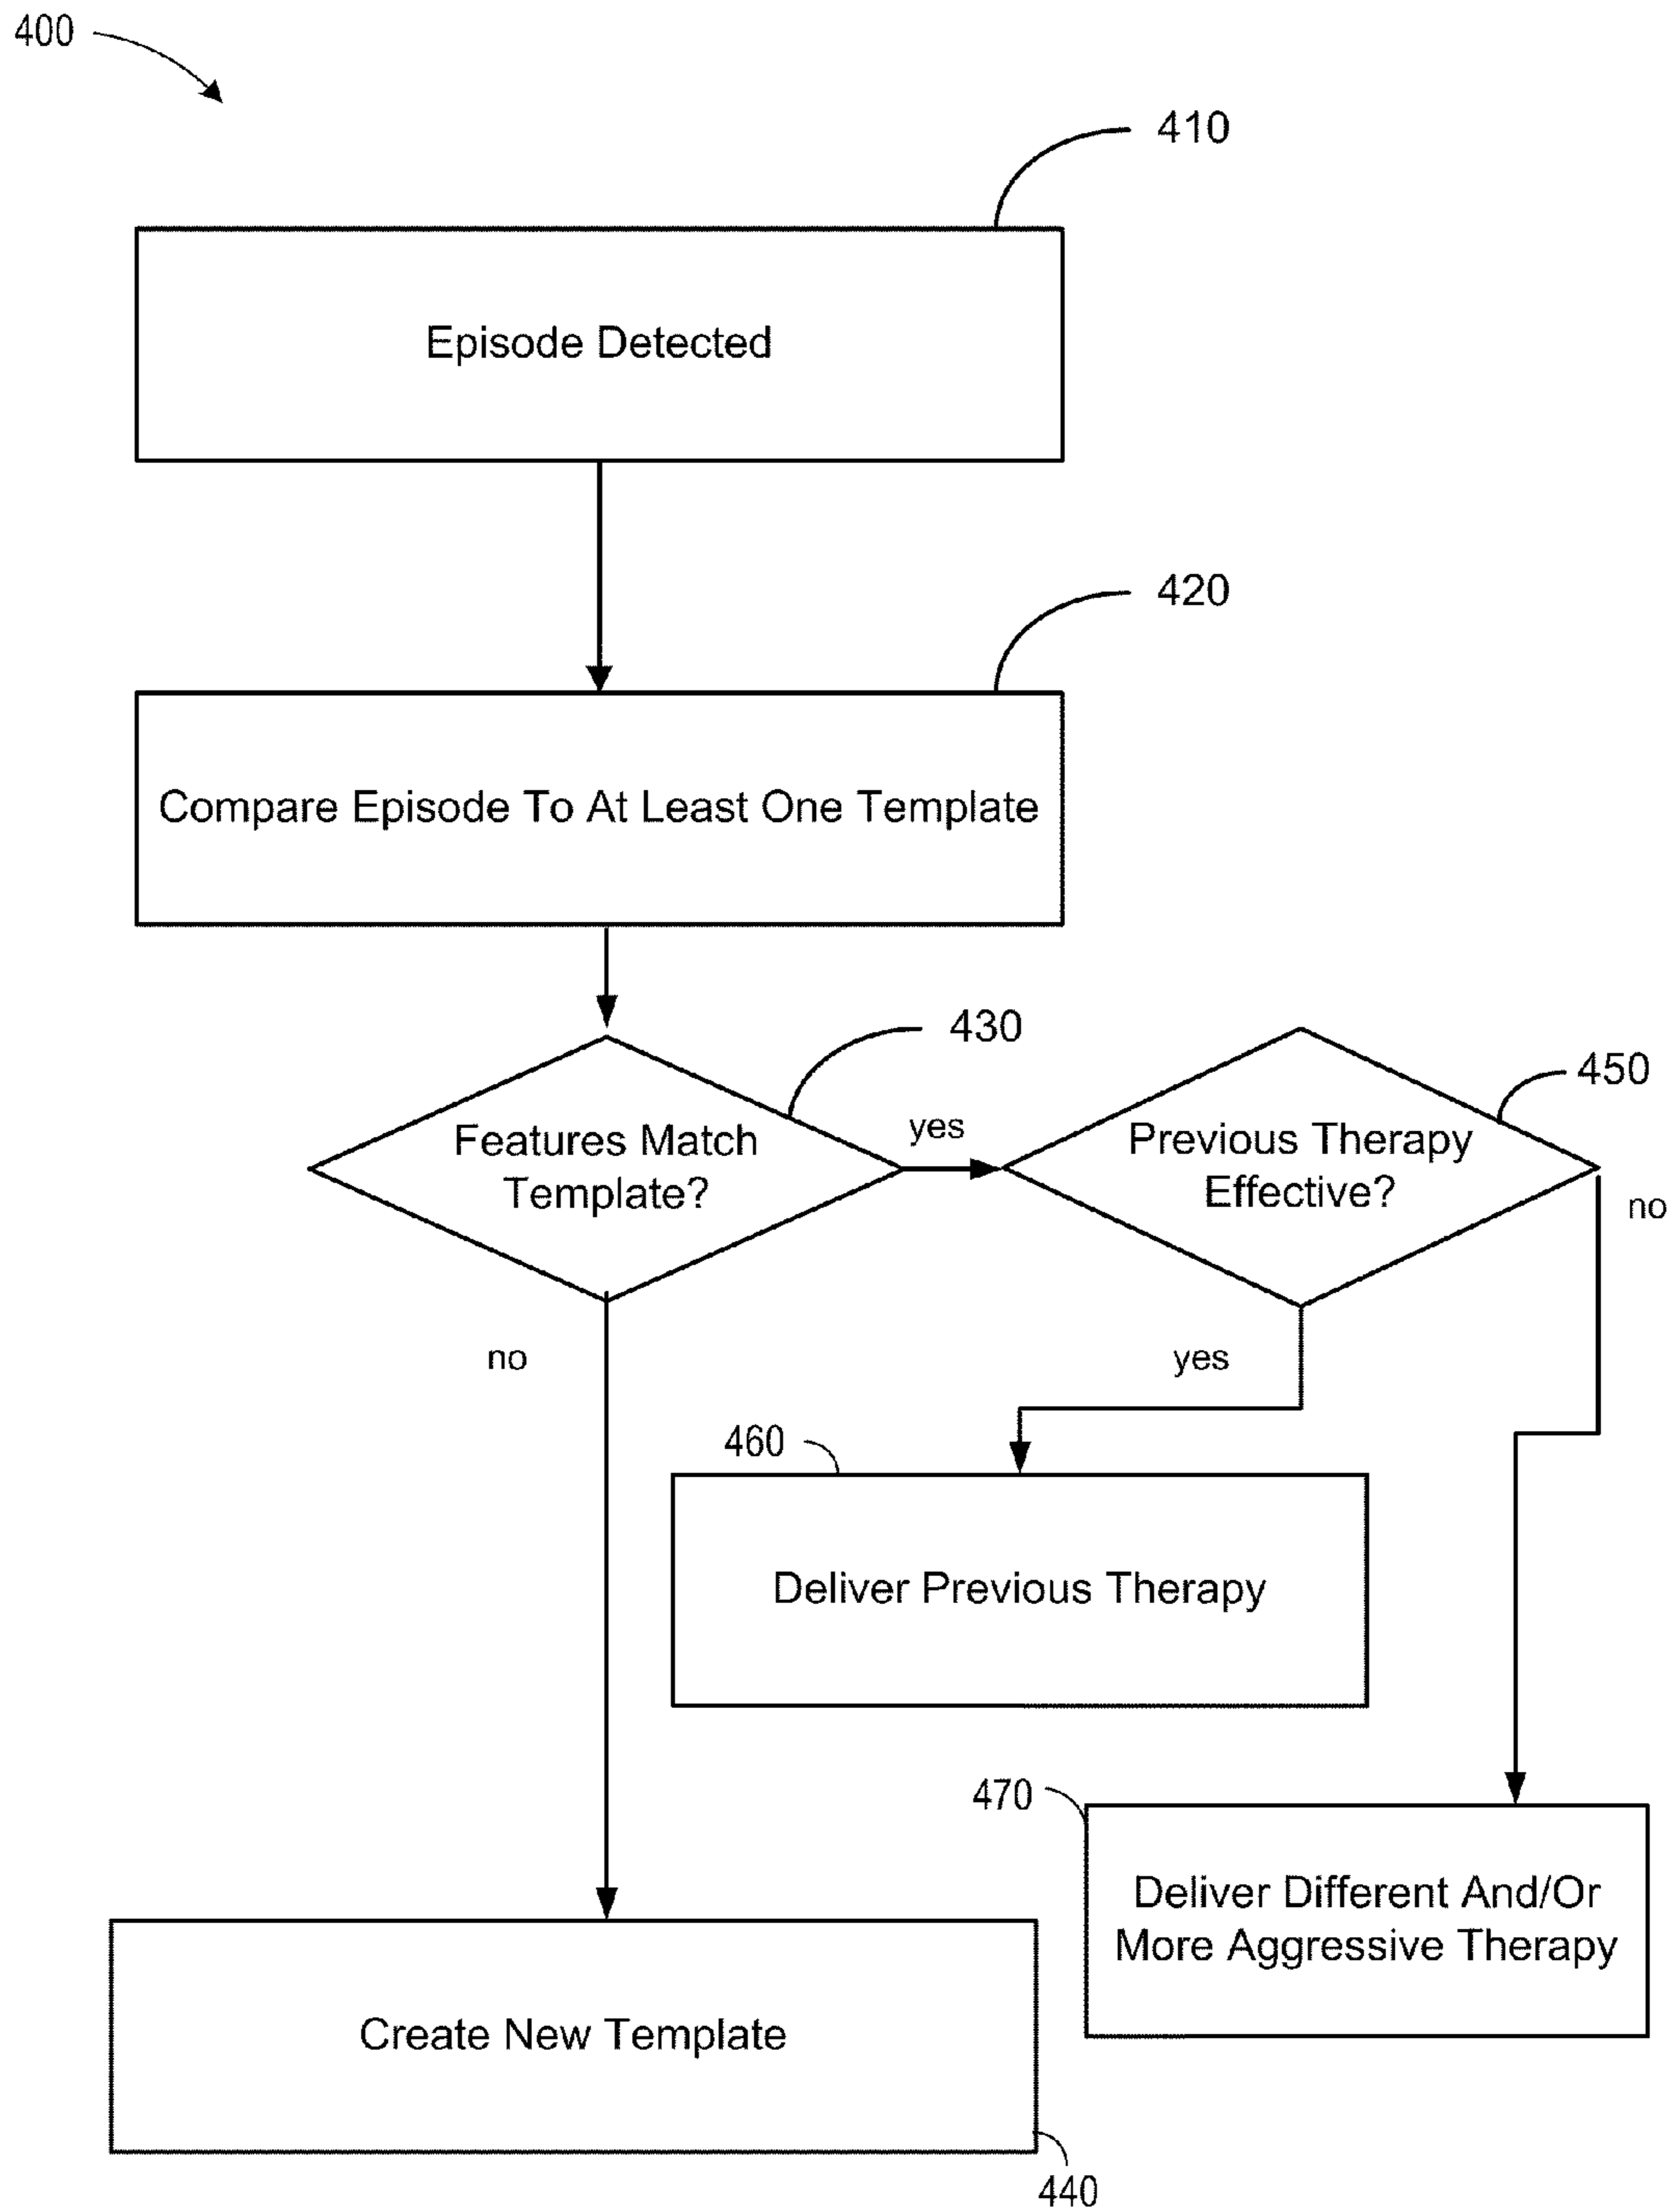 400
410
Episode Detected
420
Compare Episode To At Least One Template
430
Features Match
Template?
yes
450
Previous Therapy
Effective?
no
no
yes
460
Deliver Previous Therapy
470
Deliver Different And/Or
More Aggressive Therapy
Create New Template
440